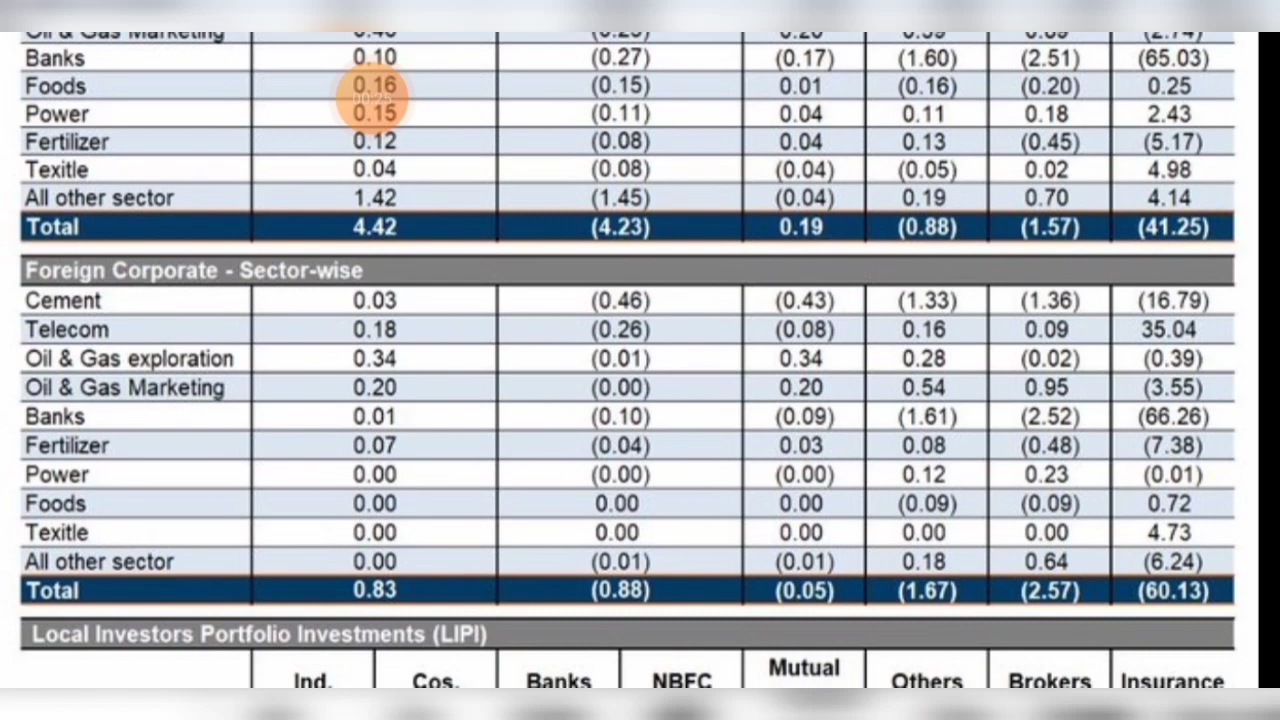 Oil & Gas Marketing
Banks 0.10 (0.27) (0.17) (1.60) (2.51) (65.03)
Foods 0.16 (0.15) 0.01 (0.16) (0.20) 0.25
Power 0.15 (0.11) 0.04 0.11 0.18 2.43
Fertilizer 0.12 (0.08) 0.04 0.13 (0.45) (5.17)
Texitle 0.04 (0.08) (0.04) (0.05) 0.02 4.98
All other sector 1.42 (1.45) (0.04) 0.19 0.70 4.14
Total 4.42 (4.23) 0.19 (0.88) (1.57) (41.25)
Foreign Corporate - Sector-wise
Cement 0.03 (0.46) (0.43) (1.33) (1.36) (16.79)
Telecom 0.18 (0.26) (0.08) 0.16 0.09 35.04
Oil & Gas exploration 0.34 (0.01) 0.34 0.28 (0.02) (0.39)
Oil & Gas Marketing 0.20 (0.00) 0.20 0.54 0.95 (3.55)
Banks 0.01 (0.10) (0.09) (1.61) (2.52) (66.26)
Fertilizer 0.07 (0.04) 0.03 0.08 (0.48) (7.38)
Power 0.00 (0.00) (0.00) 0.12 0.23 (0.01)
Foods 0.00 0.00 0.00 (0.09) (0.09) 0.72
Texitle 0.00 0.00 0.00 0.00 0.00 4.73
All other sector 0.00 (0.01) (0.01) 0.18 0.64 (6.24)
Total 0.83 (0.88) (0.05) (1.67) (2.57) (60.13)
Local Investors Portfolio Investments (LIPI)
Ind. Cos. Banks NBFC Mutual Others Brokers Insurance